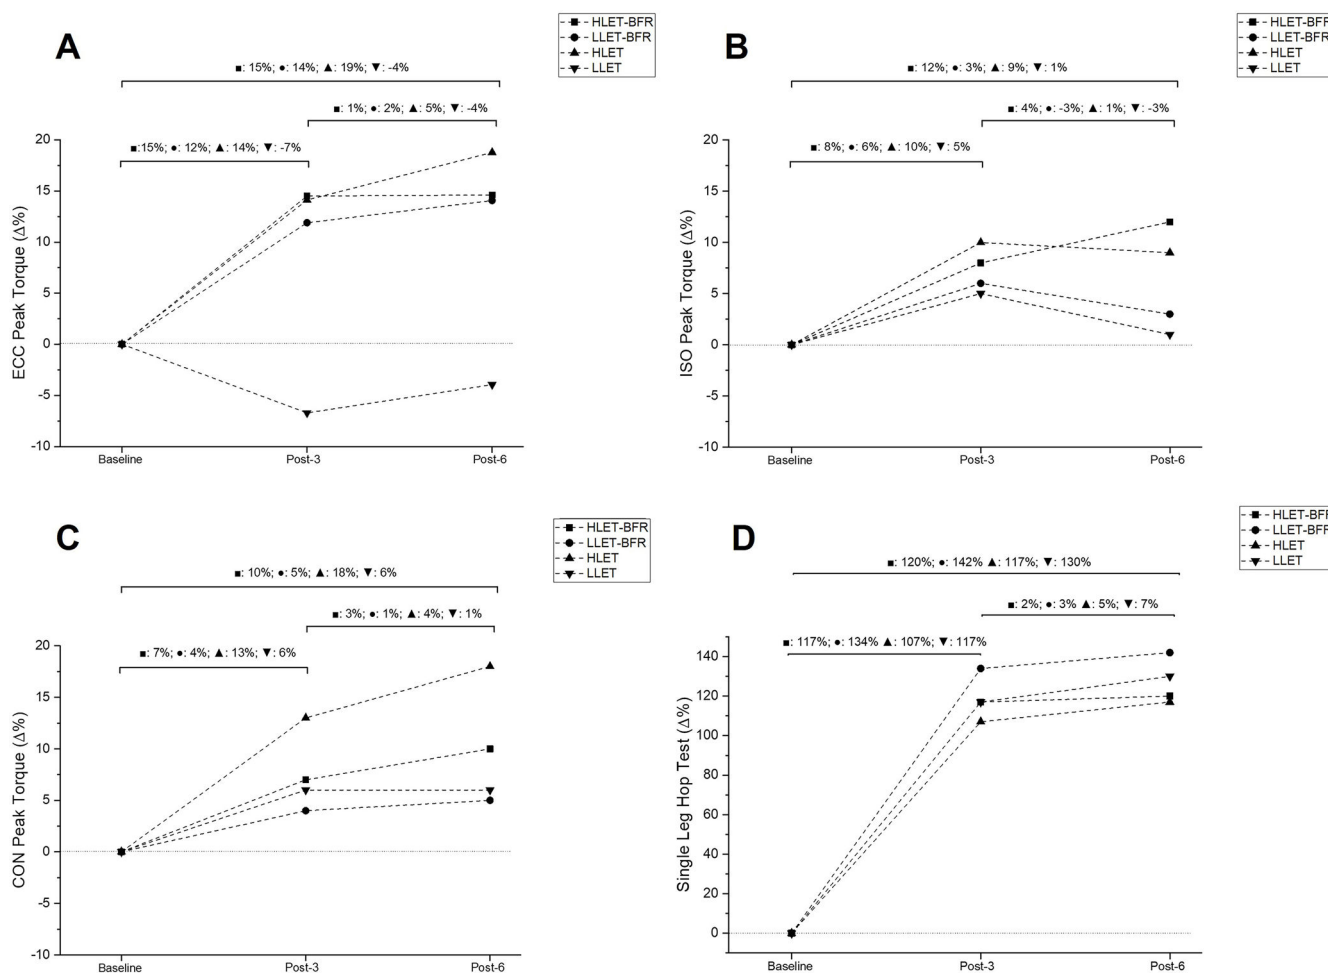 A
HLET-BFR
LLET-BFR
HLET
LLET
■: 15%; ●: 14%; ▲: 19%; ▼: -4%
■: 1%; ●: 2%; ▲: 5%; ▼: -4%
■:15%; ●: 12%; ▲: 14%; ▼: -7%
ECC Peak Torque (Δ%)
20
15
10
5
0
-5
-10
Baseline
Post-3
Post-6
B
HLET-BFR
LLET-BFR
HLET
LLET
■: 12%; ●: 3%; ▲: 9%; ▼: 1%
■: 4%; ●: -3%; ▲: 1%; ▼: -3%
■: 8%; ●: 6%; ▲: 10%; ▼: 5%
ISO Peak Torque (Δ%)
20
15
10
5
0
-5
-10
Baseline
Post-3
Post-6
C
HLET-BFR
LLET-BFR
HLET
LLET
■: 10%; ●: 5%; ▲: 18%; ▼: 6%
■: 3%; ●: 1%; ▲: 4%; ▼: 1%
■: 7%; ●: 4%; ▲: 13%; ▼: 6%
CON Peak Torque (Δ%)
20
15
10
5
0
-5
-10
Baseline
Post-3
Post-6
D
HLET-BFR
LLET-BFR
HLET
LLET
■: 120%; ●: 142% ▲: 117%; ▼: 130%
■: 2%; ●: 3% ▲: 5%; ▼: 7%
■: 117%; ●: 134% ▲: 107%; ▼: 117%
Single Leg Hop Test (Δ%)
140
120
100
80
60
40
20
0
Baseline
Post-3
Post-6